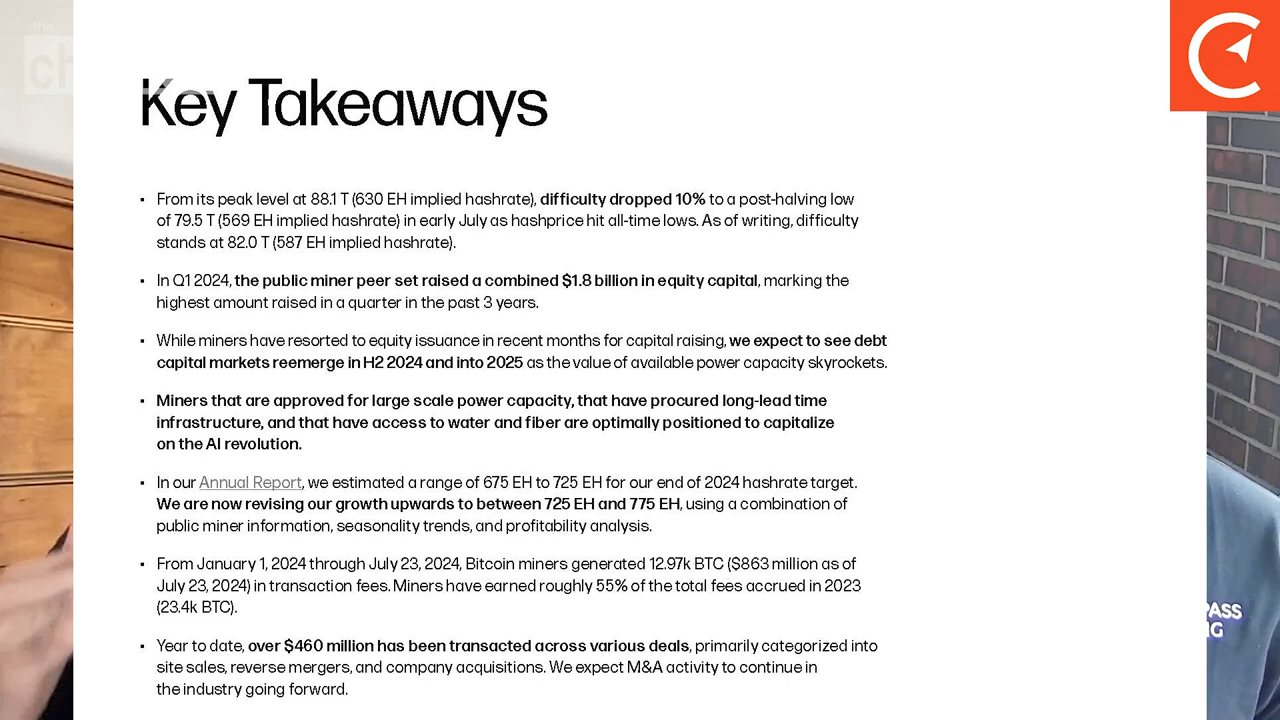 the
ch
Key Takeaways
▪ From its peak level at 88.1 T (630 EH implied hashrate), difficulty dropped 10% to a post-halving low
of 79.5 T (569 EH implied hashrate) in early July as hashprice hit all-time lows. As of writing, difficulty
stands at 82.0 T (587 EH implied hashrate).
▪ In Q1 2024, the public miner peer set raised a combined $1.8 billion in equity capital, marking the
highest amount raised in a quarter in the past 3 years.
▪ While miners have resorted to equity issuance in recent months for capital raising, we expect to see debt
capital markets reemerge in H2 2024 and into 2025 as the value of available power capacity skyrockets.
▪ Miners that are approved for large scale power capacity, that have procured long-lead time
infrastructure, and that have access to water and fiber are optimally positioned to capitalize
on the AI revolution.
▪ In our Annual Report, we estimated a range of 675 EH to 725 EH for our end of 2024 hashrate target.
We are now revising our growth upwards to between 725 EH and 775 EH, using a combination of
public miner information, seasonality trends, and profitability analysis.
▪ From January 1, 2024 through July 23, 2024, Bitcoin miners generated 12.97k BTC ($863 million as of
July 23, 2024) in transaction fees. Miners have earned roughly 55% of the total fees accrued in 2023
(23.4k BTC).
▪ Year to date, over $460 million has been transacted across various deals, primarily categorized into
site sales, reverse mergers, and company acquisitions. We expect M&A activity to continue in
the industry going forward.
PASS
NG